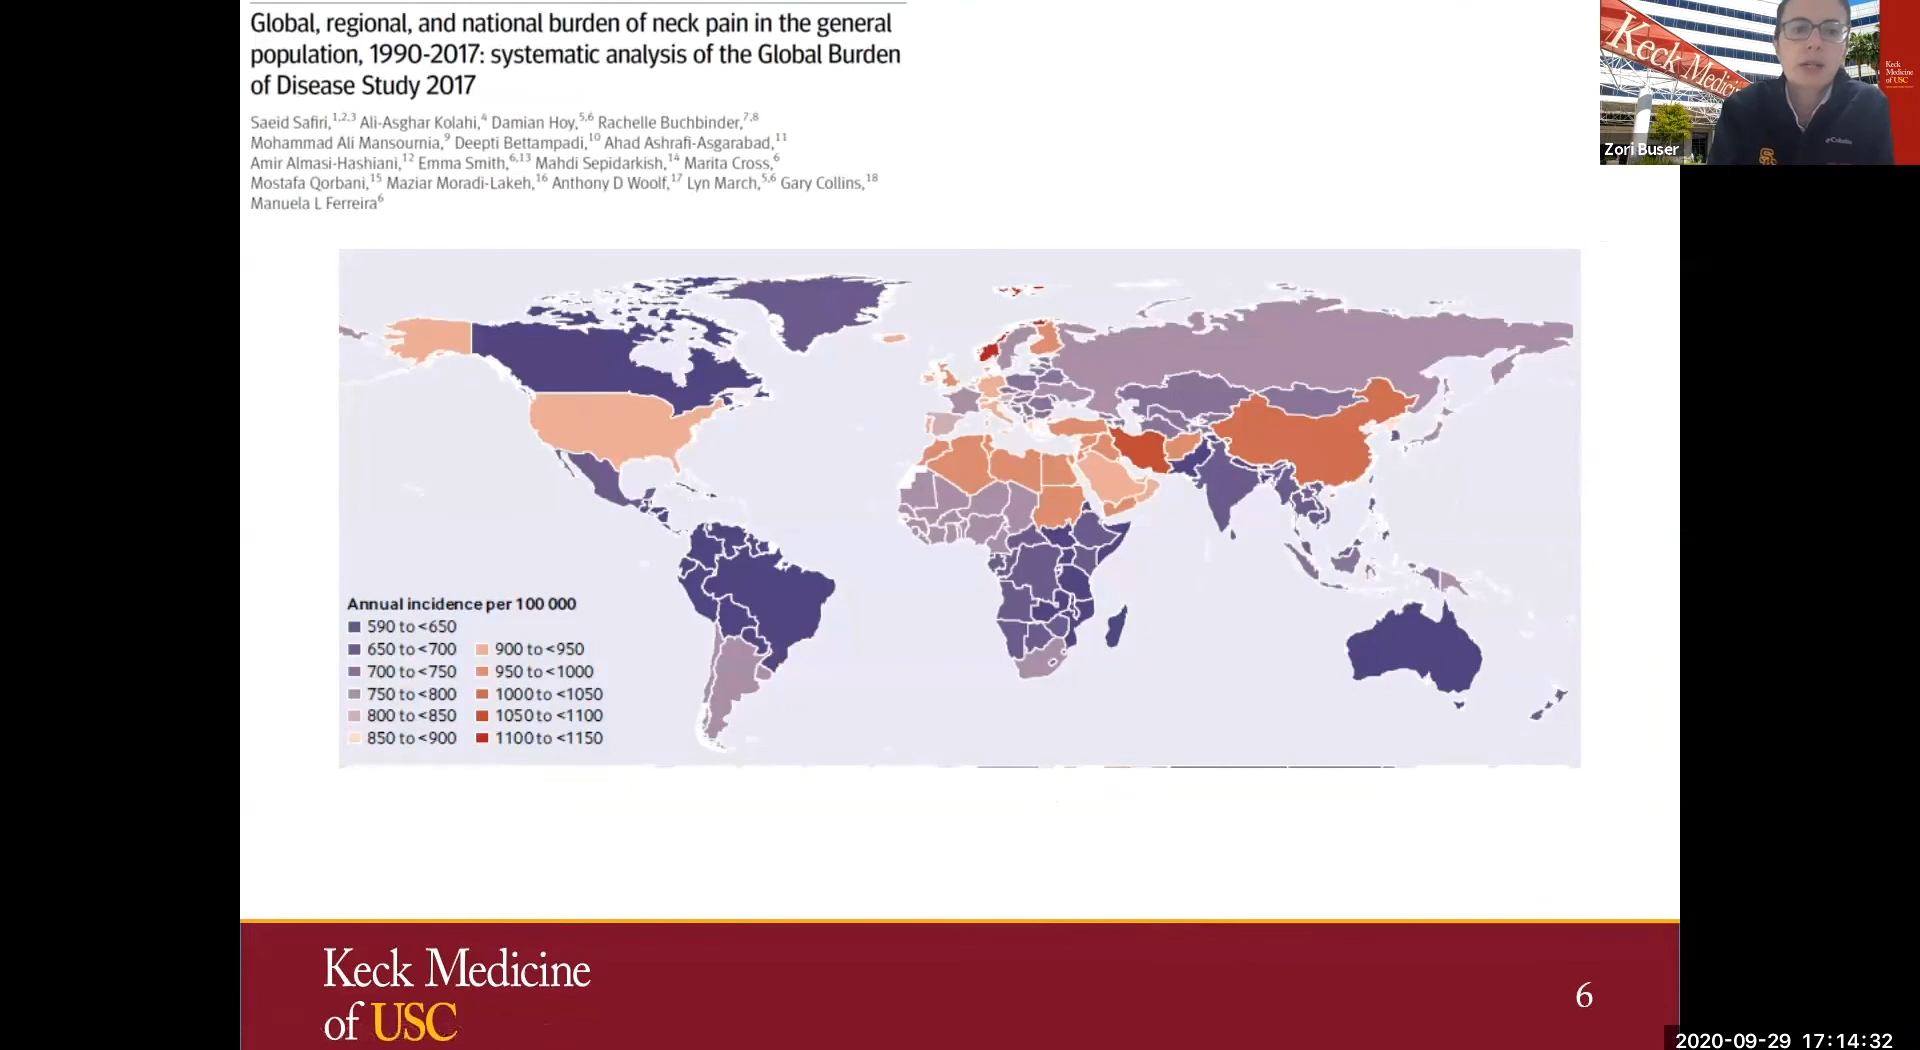 Global, regional, and national burden of neck pain in the general
population, 1990-2017: systematic analysis of the Global Burden
of Disease Study 2017
Saeid Safiri,1,2,3 Ali-Asghar Kolahi,4 Damian Hoy,5,6 Rachelle Buchbinder,7,8
Mohammad Ali Mansournia,9 Deepti Bettampadi,10 Ahad Ashrafi-Asgarabad,11
Amir Almasi-Hashiani,12 Emma Smith,6,13 Mahdi Sepidarkish,14 Marita Cross,6
Mostafa Qorbani,15 Maziar Moradi-Lakeh,16 Anthony D Woolf,17 Lyn March,5,6 Gary Collins,18
Manuela L Ferreira6
Keck Medici
Keck
Medicine
of USC
Zori Buser
Annual incidence per 100 000
590 to <650
650 to <700
700 to <750
750 to <800
800 to <850
850 to <900
900 to <950
950 to <1000
1000 to <1050
1050 to <1100
1100 to <1150
Keck Medicine
of USC
6
2020-09-29 17:14:32